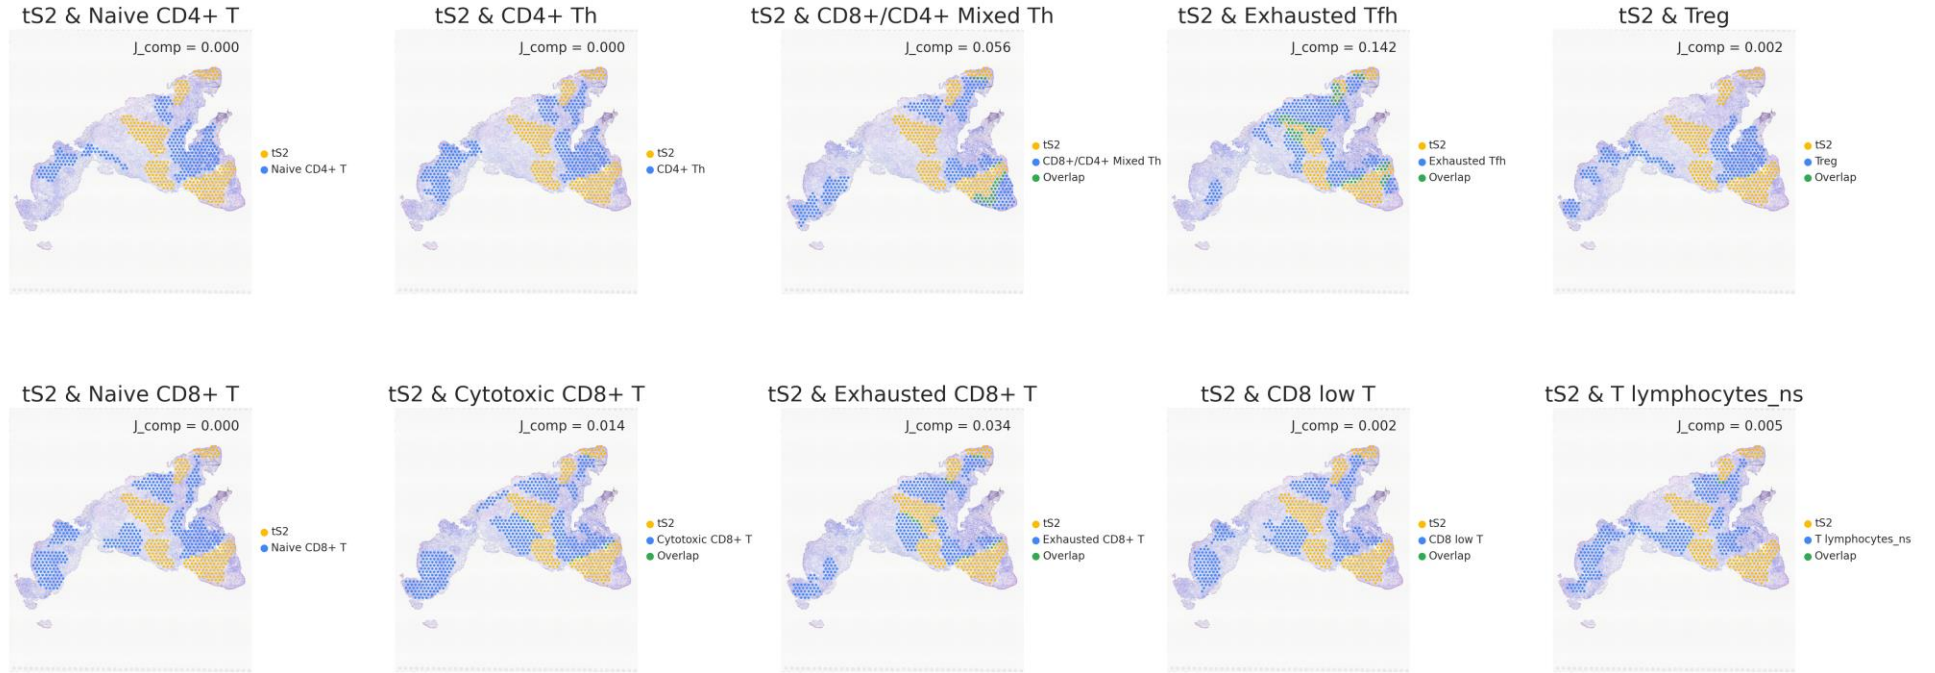 tS2 & Naive CD4+ T
J_comp = 0.000
tS2
Naive CD4+ T
tS2 & CD4+ Th
J_comp = 0.000
tS2
CD4+ Th
tS2 & CD8+/CD4+ Mixed Th
J_comp = 0.056
tS2
CD8+/CD4+ Mixed Th
Overlap
tS2 & Exhausted Tfh
J_comp = 0.142
tS2
Exhausted Tfh
Overlap
tS2 & Treg
J_comp = 0.002
tS2
Treg
Overlap
tS2 & Naive CD8+ T
J_comp = 0.000
tS2
Naive CD8+ T
tS2 & Cytotoxic CD8+ T
J_comp = 0.014
tS2
Cytotoxic CD8+ T
Overlap
tS2 & Exhausted CD8+ T
J_comp = 0.034
tS2
Exhausted CD8+ T
Overlap
tS2 & CD8 low T
J_comp = 0.002
tS2
CD8 low T
Overlap
tS2 & T lymphocytes_ns
J_comp = 0.005
tS2
T lymphocytes_ns
Overlap